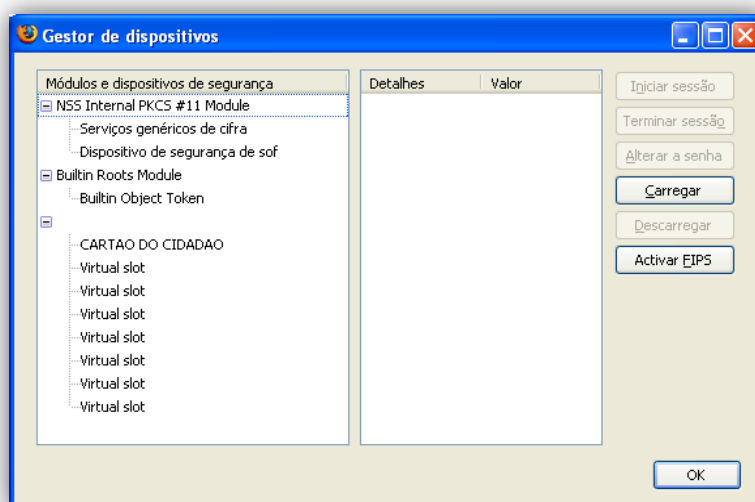 Gestor de dispositivos
Módulos e dispositivos de segurança
Detalhes
Valor
NSS Internal PKCS #11 Module
Serviços genéricos de cifra
Dispositivo de segurança de sof
Builtin Roots Module
Builtin Object Token
CARTAO DO CIDADAO
Virtual slot
Virtual slot
Virtual slot
Virtual slot
Virtual slot
Virtual slot
Virtual slot
Iniciar sessão
Terminar sessão
Alterar a senha
Carregar
Descarregar
Activar FIPS
OK